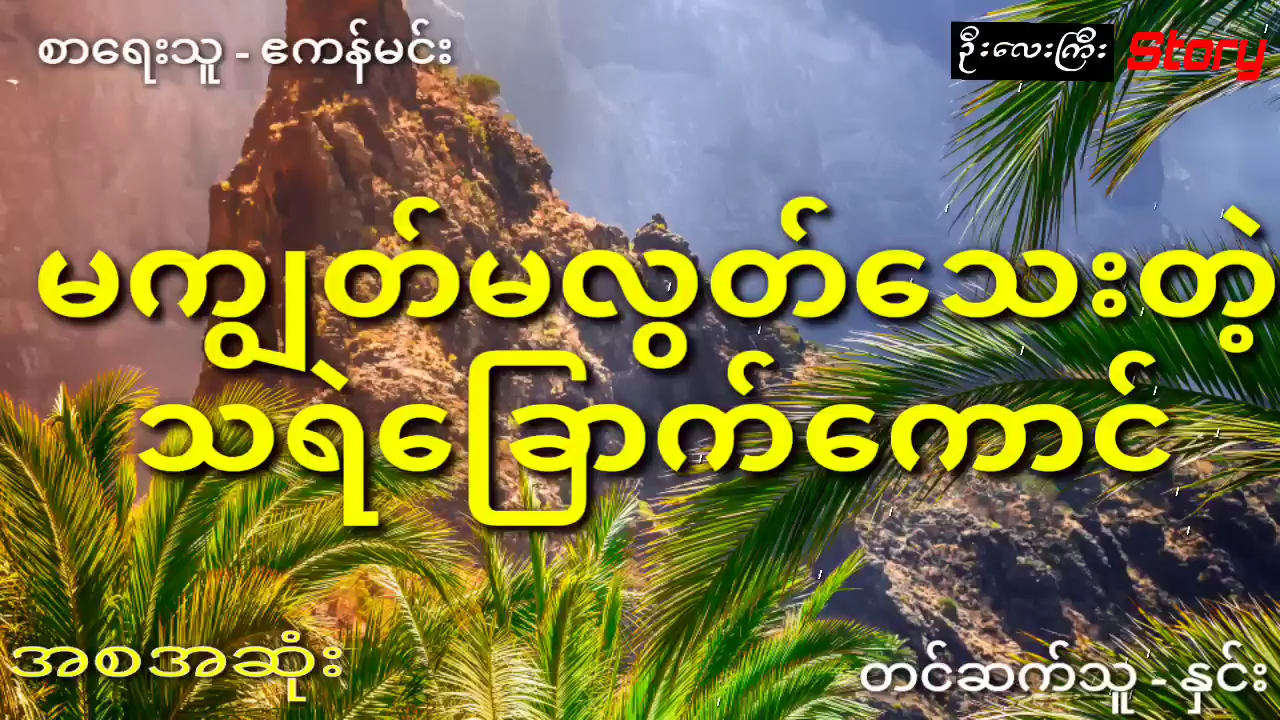 စာရေးသူ - ဧကန်မင်း
ဦးလေးကြီး Story
မကျွတ်မလွတ်သေးတဲ့
သရဲခြောက်ကောင်
အစအဆုံး
တင်ဆက်သူ - နှင်း